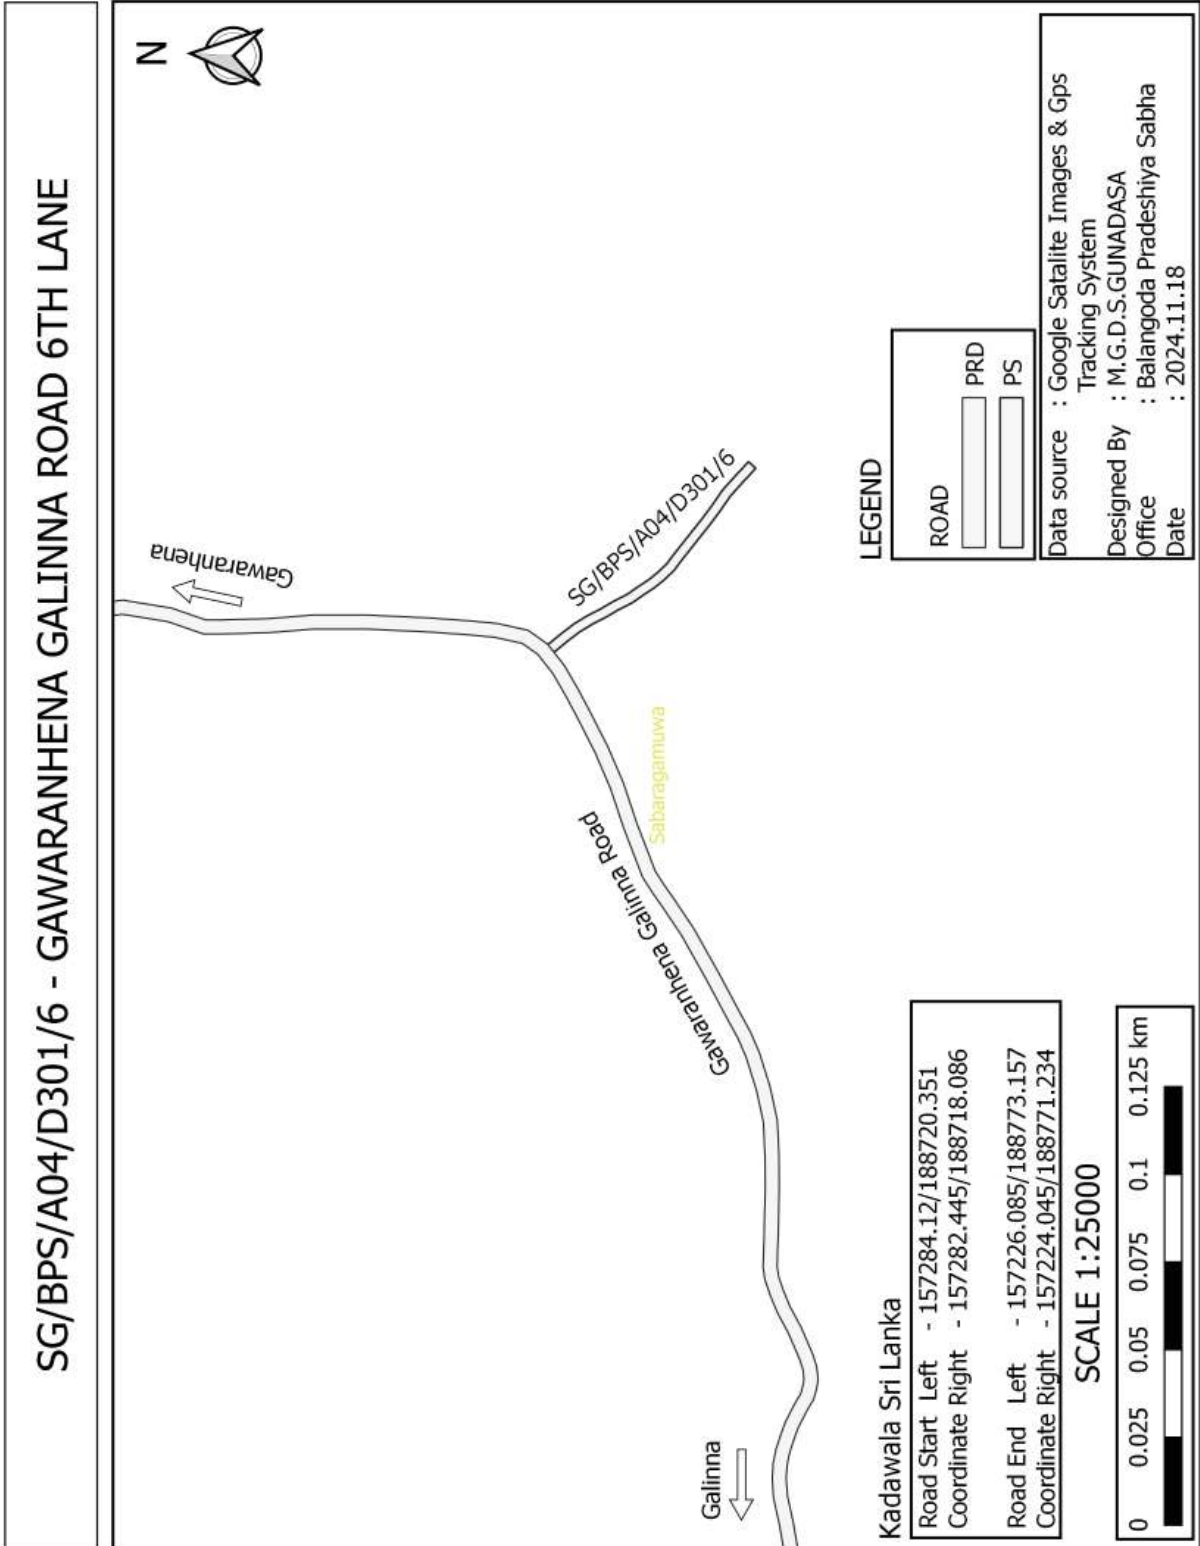 SG/BPS/A04/D301/6 - GAWARANHENA GALINNA ROAD 6TH LANE
N
Gawaranhena
SG/BPS/A04/D301/6
Sabaragamuwa
Gawaranhena Galinna Road
Galinna
Kadawala Sri Lanka
Road Start Left - 157284.12/188720.351
Coordinate Right - 157282.445/188718.086
Road End Left - 157226.085/188773.157
Coordinate Right - 157224.045/188771.234
SCALE 1:25000
0 0.025 0.05 0.075 0.1 0.125 km
LEGEND
ROAD
PRD
PS
Data source : Google Satalite Images & Gps
Tracking System
Designed By : M.G.D.S.GUNADASA
Office : Balangoda Pradeshiya Sabha
Date : 2024.11.18